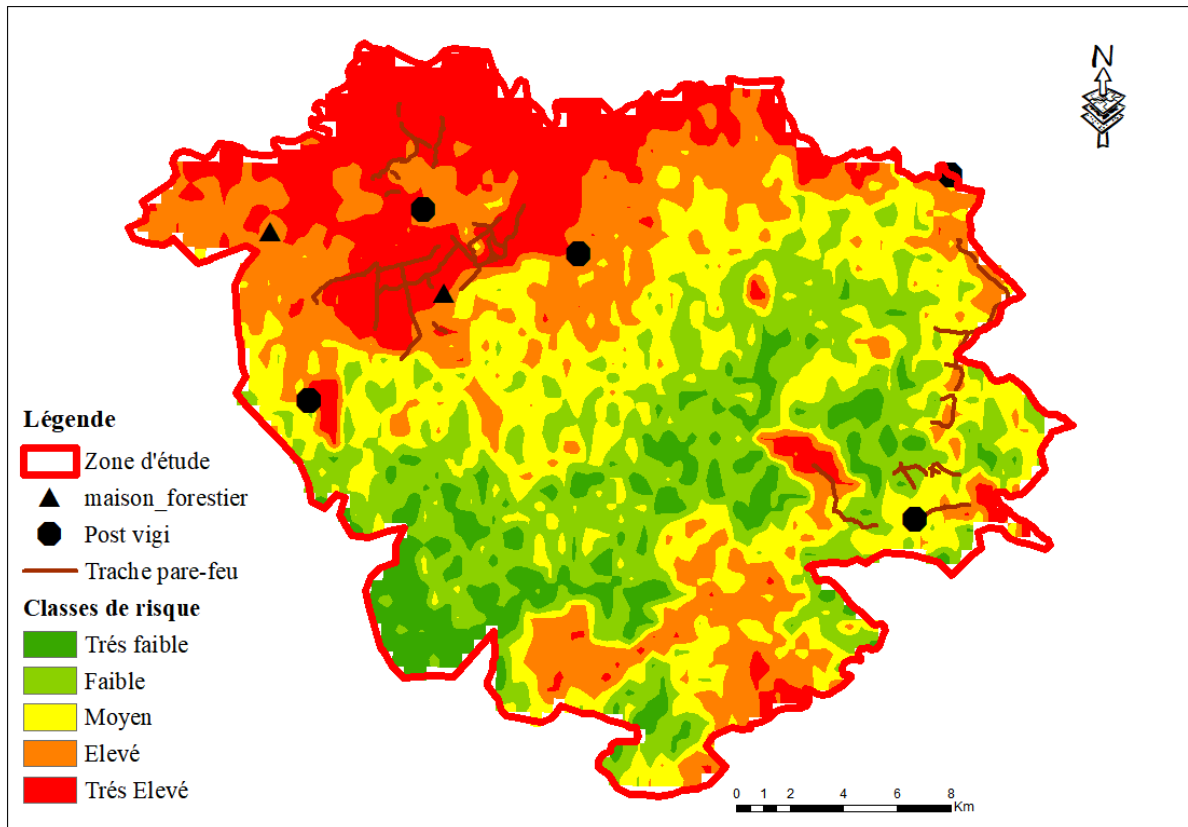 N
Légende
Zone d'étude
maison_forestier
Post vigi
Trache pare-feu
Classes de risque
Trés faible
Faible
Moyen
Elevé
Trés Elevé
0 1 2 4 6 8
Km